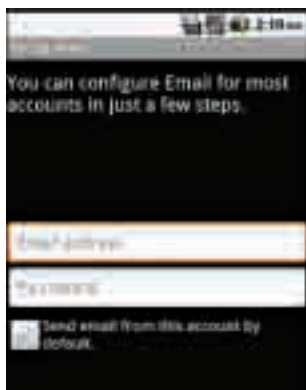 You can configure Email for most
accounts in just a few steps.
Email address
Password
Send email from this account by
default.